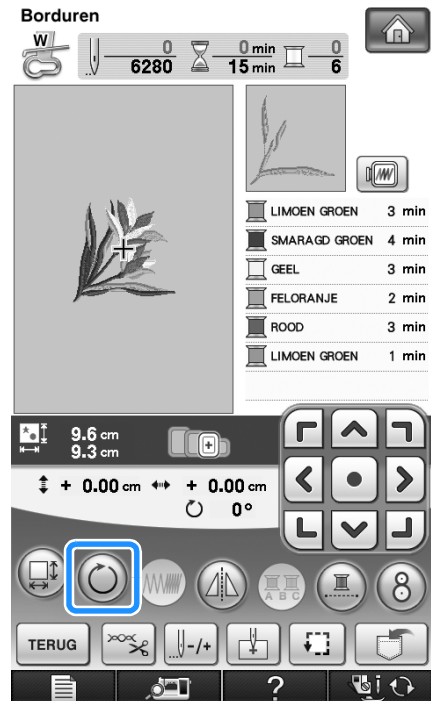 Borduren
W
0 0 min 0
6280 15 min 6
LIMOEN GROEN 3 min
SMARAGD GROEN 4 min
GEEL 3 min
FELORANJE 2 min
ROOD 3 min
LIMOEN GROEN 1 min
9.6 cm
9.3 cm
+ 0.00 cm + 0.00 cm
0°
A B C
8
TERUG
-/+
?